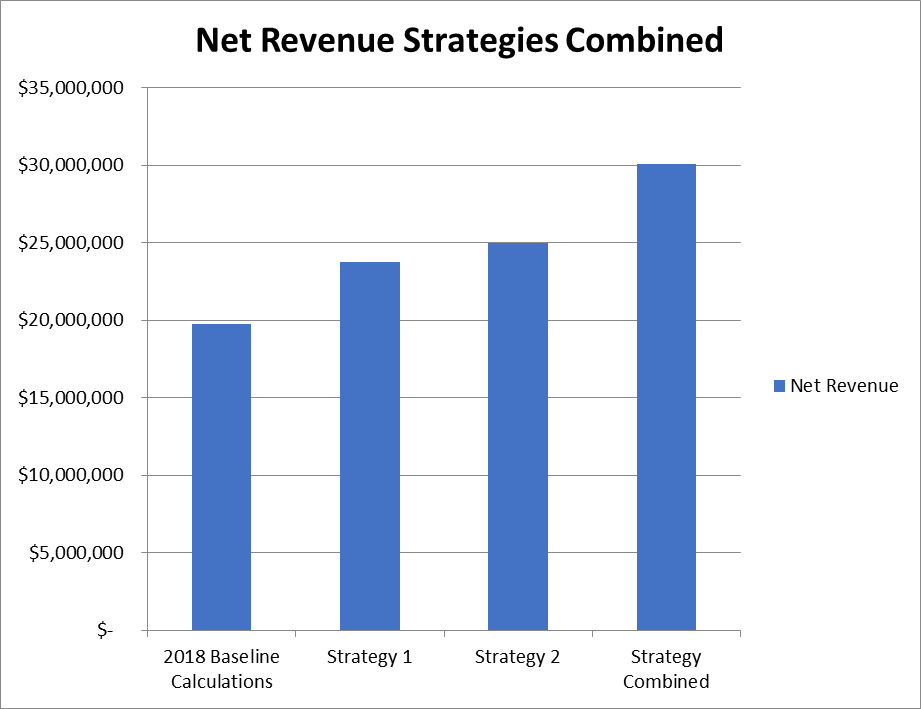 Net Revenue Strategies Combined
$35,000,000
$30,000,000
$25,000,000
$20,000,000
$15,000,000
$10,000,000
$5,000,000
$-
2018 Baseline
Calculations
Strategy 1
Strategy 2
Strategy
Combined
Net Revenue